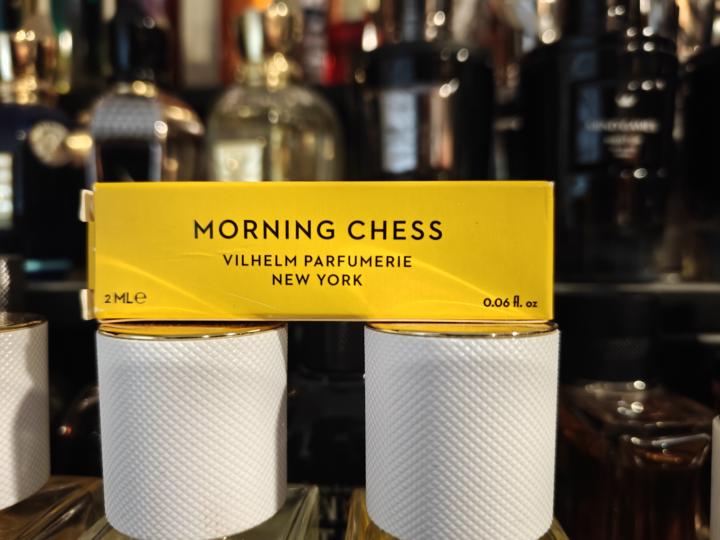 MORNING CHESS
VILHELM PARFUMERIE
NEW YORK
2 ML℮
0.06 fl. oz